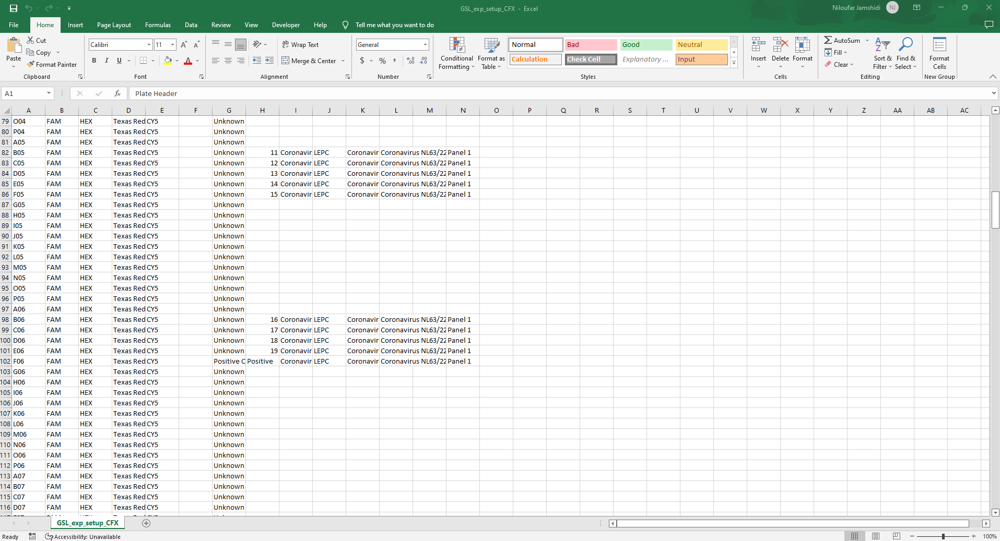 GSL_exp_setup_CFX - Excel
Niloufar Jamshidi NJ
File Home Insert Page Layout Formulas Data Review View Developer Help Tell me what you want to do
Paste Cut Copy Format Painter Clipboard
Calibri 11 B I U A Font
Wrap Text Merge & Center Alignment
General $ % , Number
Conditional Formatting Format as Table
Normal Bad Good Neutral
Calculation Check Cell Explanatory ... Input
Styles
Insert Delete Format Cells
AutoSum Fill Clear Sort & Filter Find & Select Editing
Format Cells New Group
A1 fx Plate Header
A B C D E F G H I J K L M N O P Q R S T U V W X Y Z AA AB AC
79 O04 FAM HEX Texas Red CY5 Unknown
80 P04 FAM HEX Texas Red CY5 Unknown
81 A05 FAM HEX Texas Red CY5 Unknown
82 B05 FAM HEX Texas Red CY5 Unknown 11 Coronavir LEPC Coronavir Coronavirus NL63/22 Panel 1
83 C05 FAM HEX Texas Red CY5 Unknown 12 Coronavir LEPC Coronavir Coronavirus NL63/22 Panel 1
84 D05 FAM HEX Texas Red CY5 Unknown 13 Coronavir LEPC Coronavir Coronavirus NL63/22 Panel 1
85 E05 FAM HEX Texas Red CY5 Unknown 14 Coronavir LEPC Coronavir Coronavirus NL63/22 Panel 1
86 F05 FAM HEX Texas Red CY5 Unknown 15 Coronavir LEPC Coronavir Coronavirus NL63/22 Panel 1
87 G05 FAM HEX Texas Red CY5 Unknown
88 H05 FAM HEX Texas Red CY5 Unknown
89 I05 FAM HEX Texas Red CY5 Unknown
90 J05 FAM HEX Texas Red CY5 Unknown
91 K05 FAM HEX Texas Red CY5 Unknown
92 L05 FAM HEX Texas Red CY5 Unknown
93 M05 FAM HEX Texas Red CY5 Unknown
94 N05 FAM HEX Texas Red CY5 Unknown
95 O05 FAM HEX Texas Red CY5 Unknown
96 P05 FAM HEX Texas Red CY5 Unknown
97 A06 FAM HEX Texas Red CY5 Unknown
98 B06 FAM HEX Texas Red CY5 Unknown 16 Coronavir LEPC Coronavir Coronavirus NL63/22 Panel 1
99 C06 FAM HEX Texas Red CY5 Unknown 17 Coronavir LEPC Coronavir Coronavirus NL63/22 Panel 1
100 D06 FAM HEX Texas Red CY5 Unknown 18 Coronavir LEPC Coronavir Coronavirus NL63/22 Panel 1
101 E06 FAM HEX Texas Red CY5 Unknown 19 Coronavir LEPC Coronavir Coronavirus NL63/22 Panel 1
102 F06 FAM HEX Texas Red CY5 Positive C Positive Coronavir LEPC Coronavir Coronavirus NL63/22 Panel 1
103 G06 FAM HEX Texas Red CY5 Unknown
104 H06 FAM HEX Texas Red CY5 Unknown
105 I06 FAM HEX Texas Red CY5 Unknown
106 J06 FAM HEX Texas Red CY5 Unknown
107 K06 FAM HEX Texas Red CY5 Unknown
108 L06 FAM HEX Texas Red CY5 Unknown
109 M06 FAM HEX Texas Red CY5 Unknown
110 N06 FAM HEX Texas Red CY5 Unknown
111 O06 FAM HEX Texas Red CY5 Unknown
112 P06 FAM HEX Texas Red CY5 Unknown
113 A07 FAM HEX Texas Red CY5 Unknown
114 B07 FAM HEX Texas Red CY5 Unknown
115 C07 FAM HEX Texas Red CY5 Unknown
116 D07 FAM HEX Texas Red CY5 Unknown
GSL_exp_setup_CFX
Ready Accessibility: Unavailable 100%